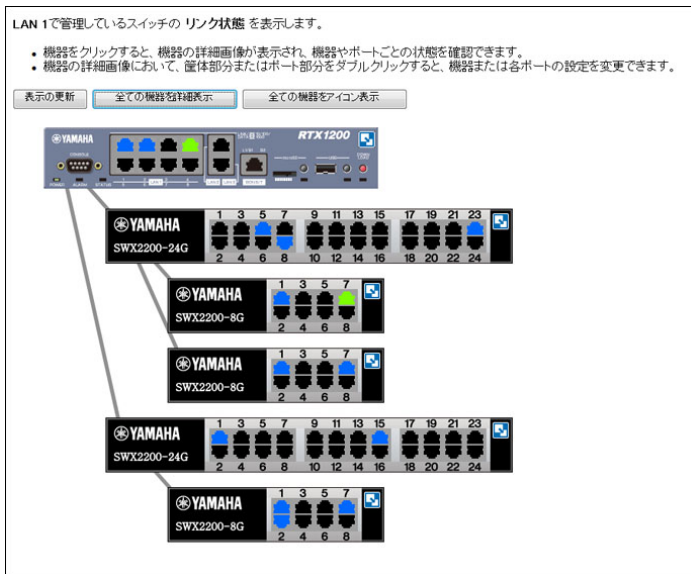 LAN 1で管理しているスイッチの リンク状態 を表示します。
• 機器をクリックすると、機器の詳細画像が表示され、機器やポートごとの状態を確認できます。
• 機器の詳細画像において、筐体部分またはポート部分をダブルクリックすると、機器または各ポートの設定を変更できます。
表示の更新 全ての機器を詳細表示 全ての機器をアイコン表示
YAMAHA RTX1200
CONSOLE
POWER ALARM STATUS
1 3 5 7 9 11 13 15 17 19 21 23
YAMAHA
SWX2200-24G
2 4 6 8 10 12 14 16 18 20 22 24
1 3 5 7
YAMAHA
SWX2200-8G
2 4 6 8
1 3 5 7
YAMAHA
SWX2200-8G
2 4 6 8
1 3 5 7 9 11 13 15 17 19 21 23
YAMAHA
SWX2200-24G
2 4 6 8 10 12 14 16 18 20 22 24
1 3 5 7
YAMAHA
SWX2200-8G
2 4 6 8